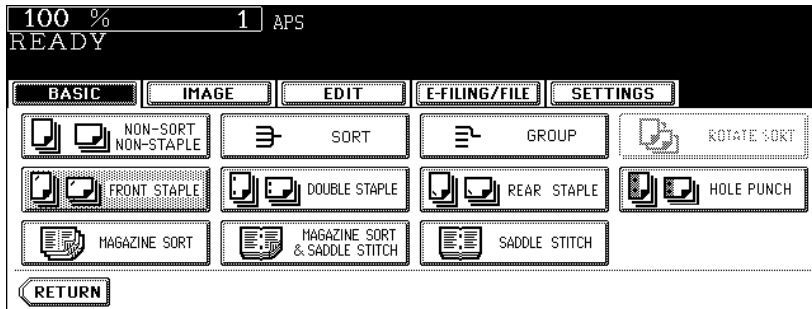 100 % 1 APS
READY
BASIC IMAGE EDIT E-FILING/FILE SETTINGS
NON-SORT
NON-STAPLE
SORT
GROUP
ROTATE SORT
FRONT STAPLE
DOUBLE STAPLE
REAR STAPLE
HOLE PUNCH
MAGAZINE SORT
MAGAZINE SORT
& SADDLE STITCH
SADDLE STITCH
RETURN